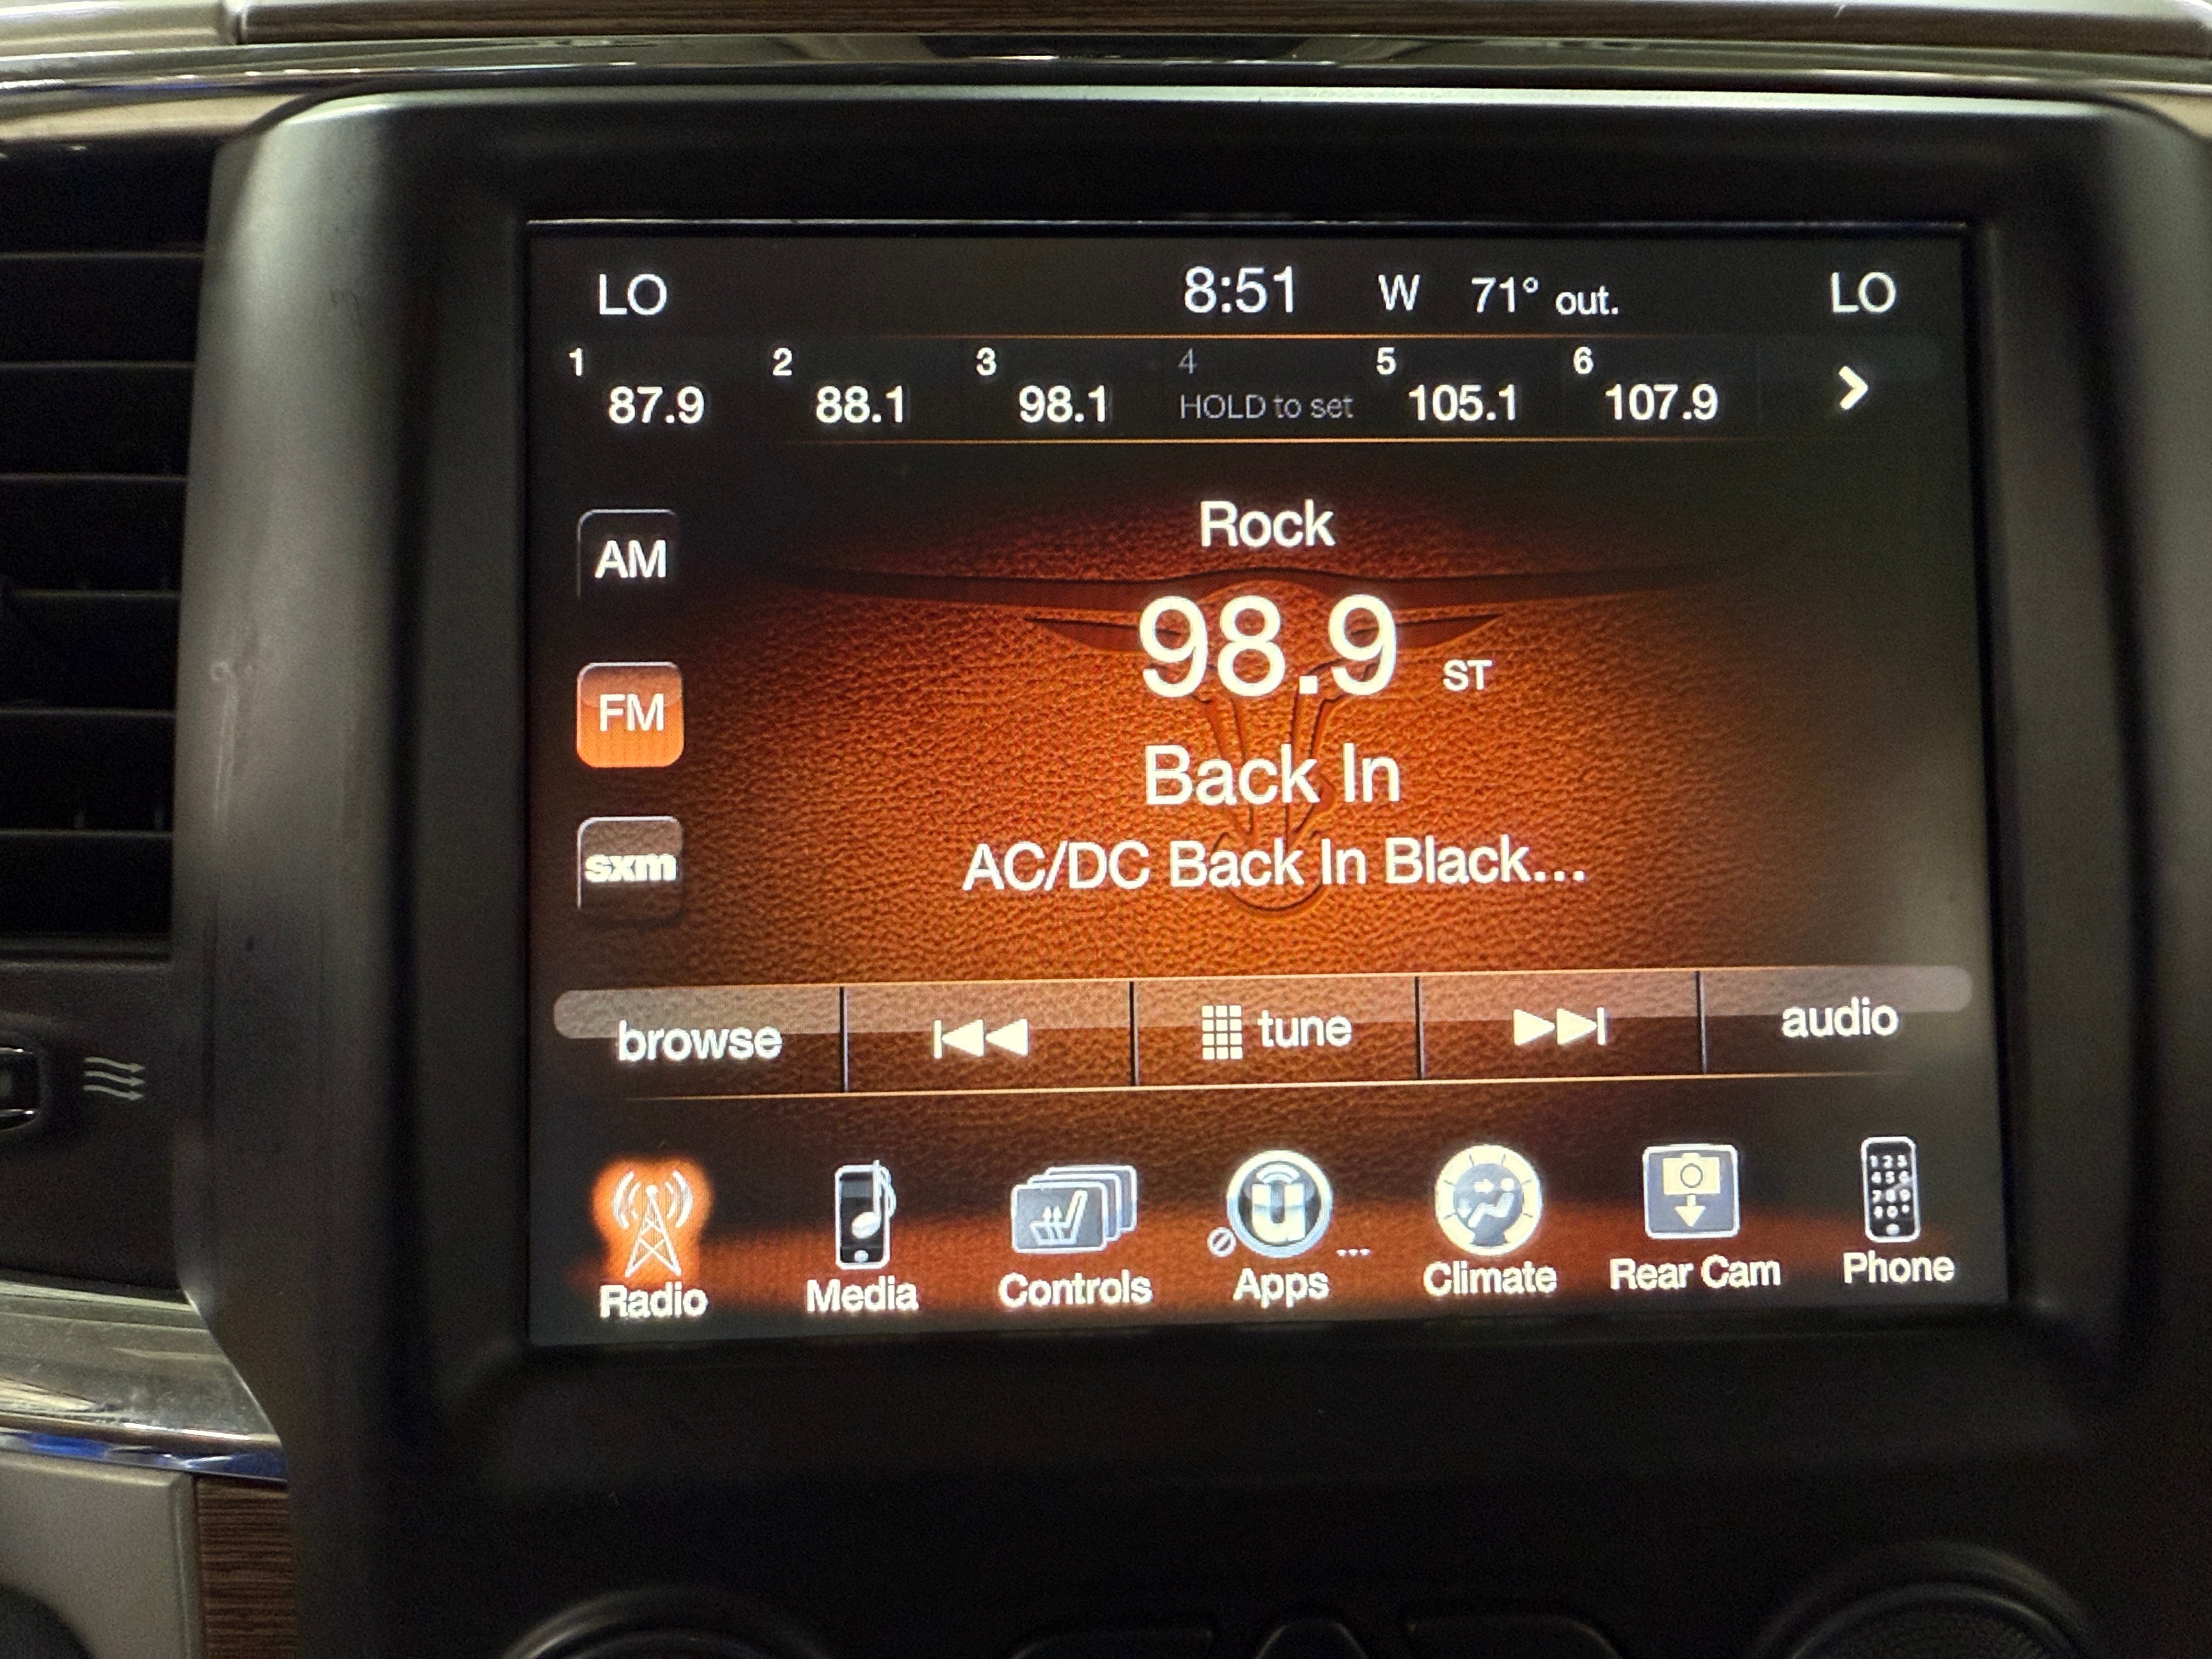 LO 8:51 W 71° out. LO
1 2 3 4 5 6
87.9 88.1 98.1 HOLD to set 105.1 107.9
Rock
AM
98.9 ST
FM
Back In
AC/DC Back In Black...
sxm
browse tune audio
Radio Media Controls Apps ... Climate Rear Cam Phone